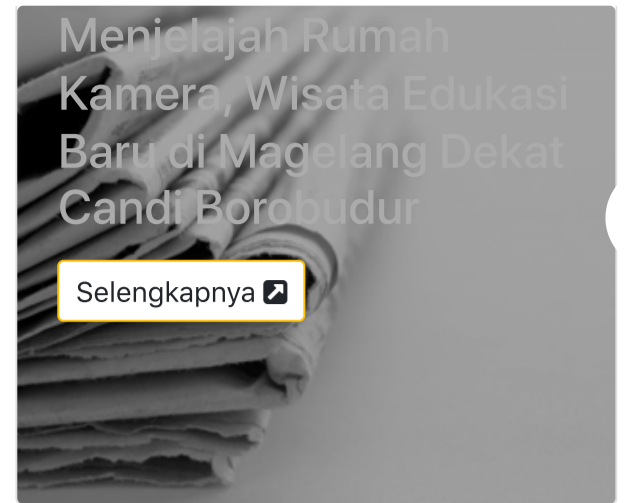 Menjelajah Rumah
Kamera, Wisata Edukasi
Baru di Magelang Dekat
Candi Borobudur
Selengkapnya